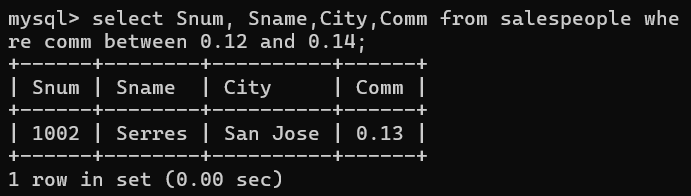 mysql> select Snum, Sname,City,Comm from salespeople whe
re comm between 0.12 and 0.14;
+------+--------+----------+------+
| Snum | Sname  | City     | Comm |
+------+--------+----------+------+
| 1002 | Serres | San Jose | 0.13 |
+------+--------+----------+------+
1 row in set (0.00 sec)